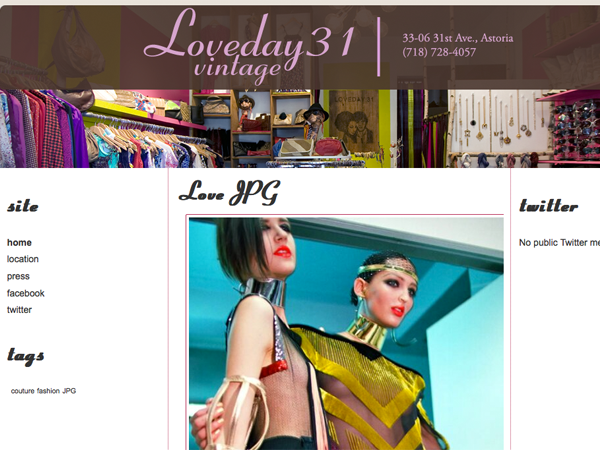 Loveday31
vintage
33-06 31st Ave., Astoria
(718) 728-4057
LOVEDAY31
site
home
location
press
facebook
twitter
tags
couture fashion JPG
Love JPG
twitter
No public Twitter me